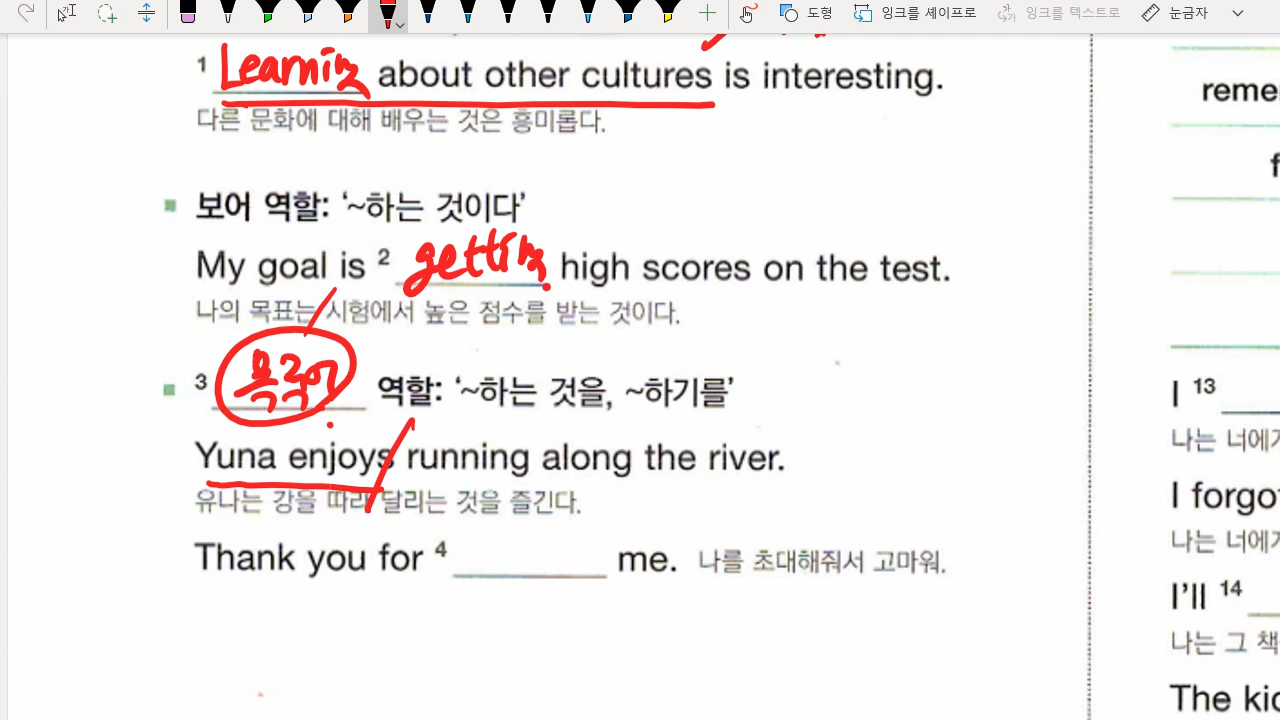 도형 잉크를 셰이프로 잉크를 텍스트로 눈금자
1 Learning about other cultures is interesting.
다른 문화에 대해 배우는 것은 흥미롭다.
보어 역할: ‘~하는 것이다’
My goal is 2 getting high scores on the test.
나의 목표는 시험에서 높은 점수를 받는 것이다.
3 목적어 역할: ‘~하는 것을, ~하기를’
Yuna enjoys running along the river.
유나는 강을 따라 달리는 것을 즐긴다.
Thank you for 4 me. 나를 초대해줘서 고마워.
I 13
나는 너에게
I forgot
나는 너에게
I’ll 14
나는 그 책
The